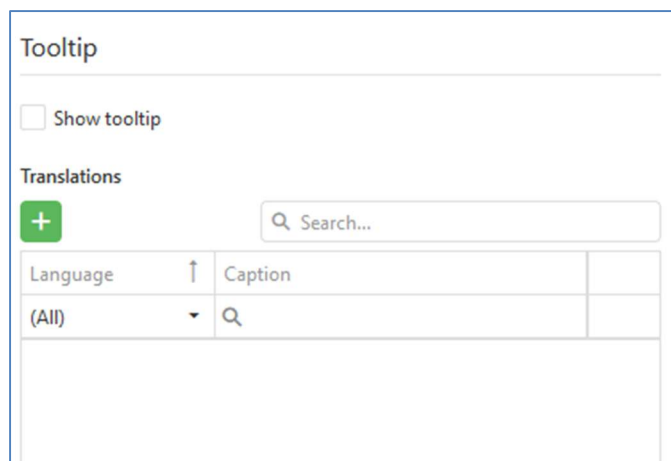 Tooltip
Show tooltip
Translations
+ Search...
Language ↑ Caption
(All)